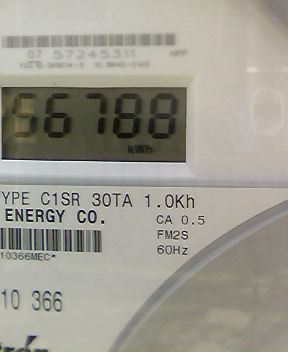 07 57245311
56788
kWh
TYPE C1SR 30TA 1.0Kh
ENERGY CO.
CA 0.5
FM2S
60Hz
10366MEC*
10 366